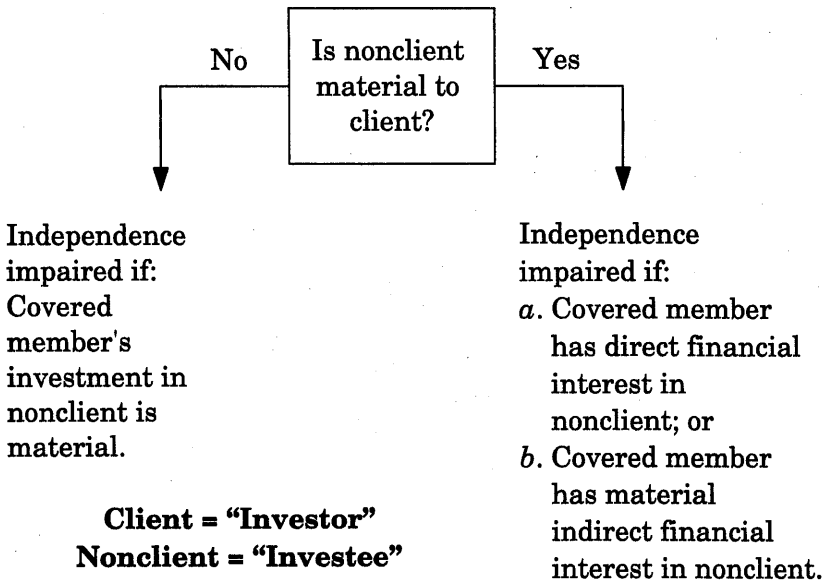 No
Is nonclient
material to
client?
Yes
Independence
impaired if:
Covered
member's
investment in
nonclient is
material.
Independence
impaired if:
a. Covered member
has direct financial
interest in
nonclient; or
b. Covered member
has material
indirect financial
interest in nonclient.
Client = “Investor”
Nonclient = “Investee”